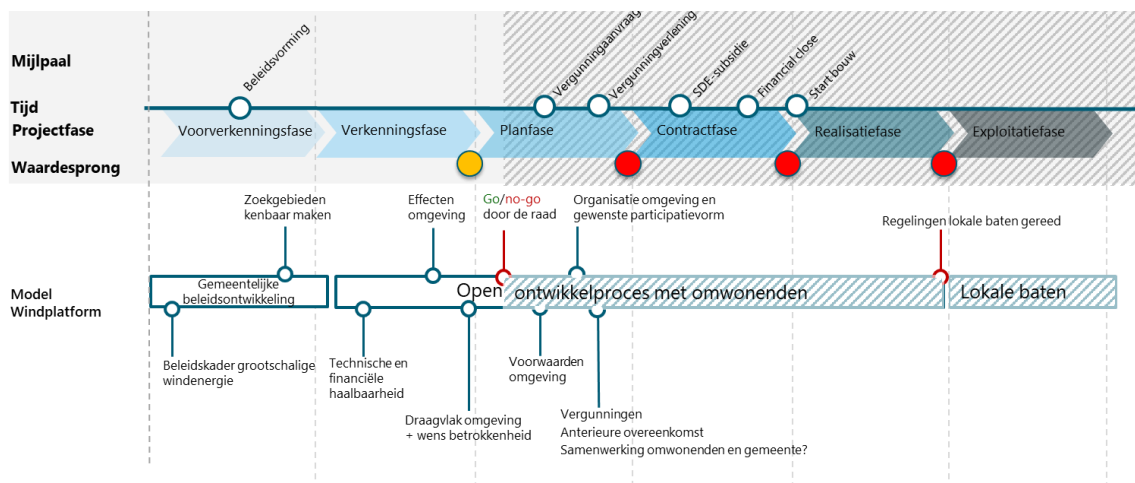 Mijlpaal
Beleidsvorming
Vergunningaanvraag
Vergunningverlening
SDE-subsidie
Financial close
Start bouw
Tijd
Projectfase
Voorverkenningsfase
Verkenningsfase
Planfase
Contractfase
Realisatiefase
Exploitatiefase
Waardesprong
Zoekgebieden
kenbaar maken
Effecten
omgeving
Go/no-go
door de raad
Organisatie omgeving en
gewenste participatievorm
Regelingen lokale baten gereed
Model
Windplatform
Gemeentelijke
beleidsontwikkeling
Open ontwikkelproces met omwonenden
Lokale baten
Beleidskader grootschalige
windenergie
Technische en
financiële
haalbaarheid
Voorwaarden
omgeving
Draagvlak omgeving
+ wens betrokkenheid
Vergunningen
Anterieure overeenkomst
Samenwerking omwonenden en gemeente?